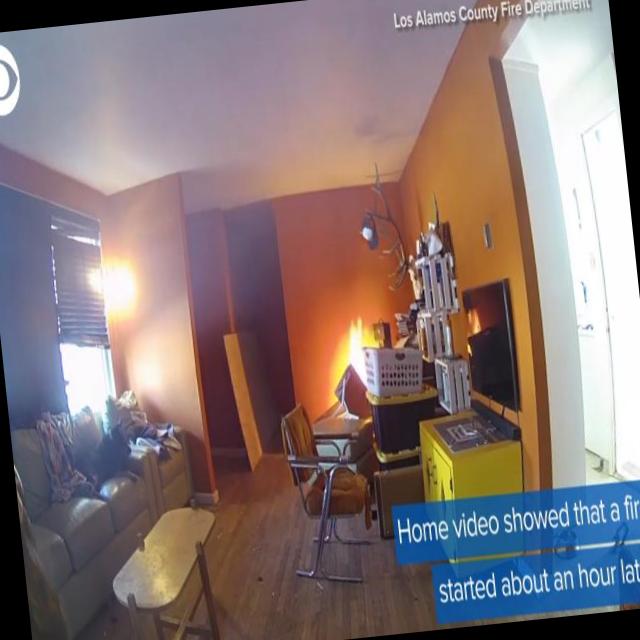 Los Alamos County Fire Department
Home video showed that a fir
started about an hour lat